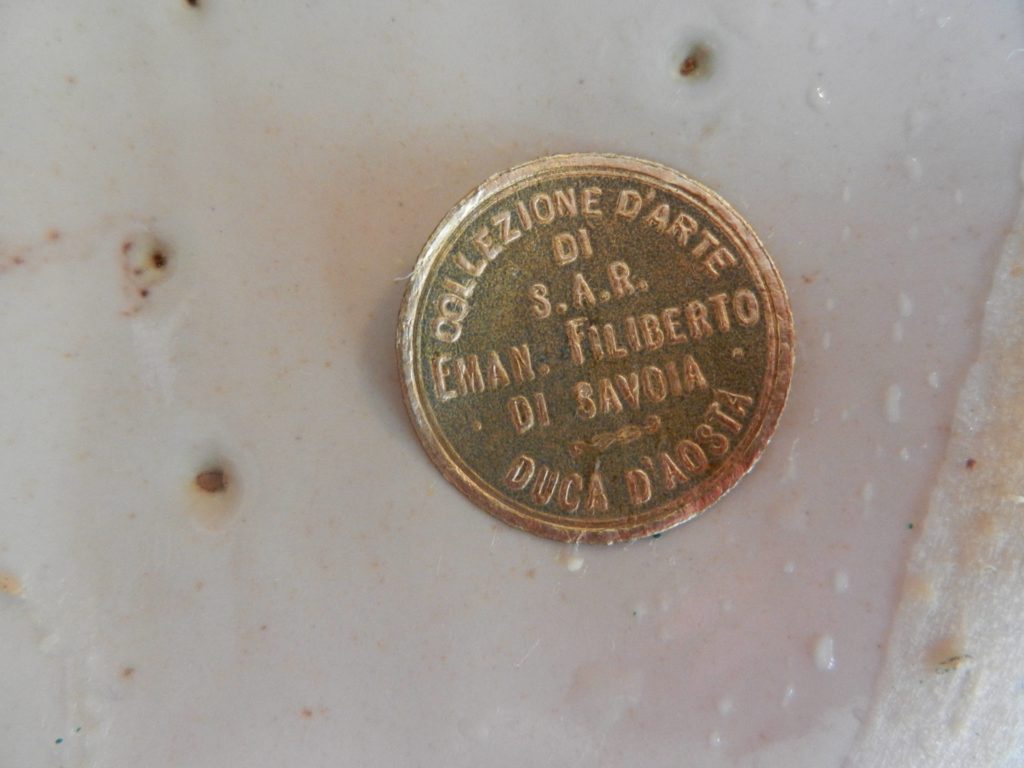 COLLEZIONE D'ARTE
DI
S.A.R.
EMAN. FILIBERTO
DI SAVOIA
DUCA D'AOSTA